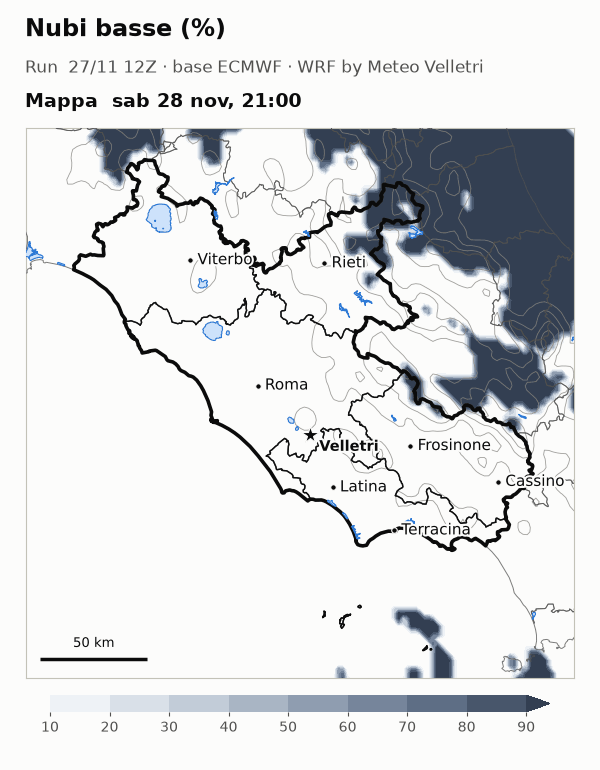 Nubi basse (%)
Run 27/11 12Z · base ECMWF · WRF by Meteo Velletri
Mappa sab 28 nov, 21:00
Viterbo
Rieti
Roma
Velletri
Frosinone
Latina
Cassino
Terracina
50 km
10 20 30 40 50 60 70 80 90